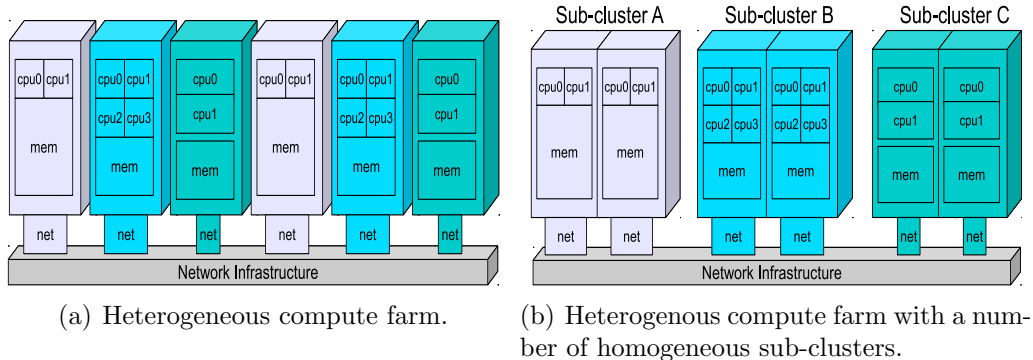 Sub-cluster A Sub-cluster B Sub-cluster C
cpu0 cpu1 cpu0 cpu1 cpu0 cpu0 cpu1 cpu0 cpu1 cpu0
cpu2 cpu3 cpu1 cpu2 cpu3 cpu1
mem mem mem mem mem mem
net net net net net net
Network Infrastructure
(a) Heterogeneous compute farm.
cpu0 cpu1 cpu0 cpu1 cpu0 cpu1 cpu0 cpu1 cpu0 cpu0
cpu2 cpu3 cpu2 cpu3 cpu1 cpu1
mem mem mem mem mem mem
net net net net net net
Network Infrastructure
(b) Heterogenous compute farm with a num-
ber of homogeneous sub-clusters.